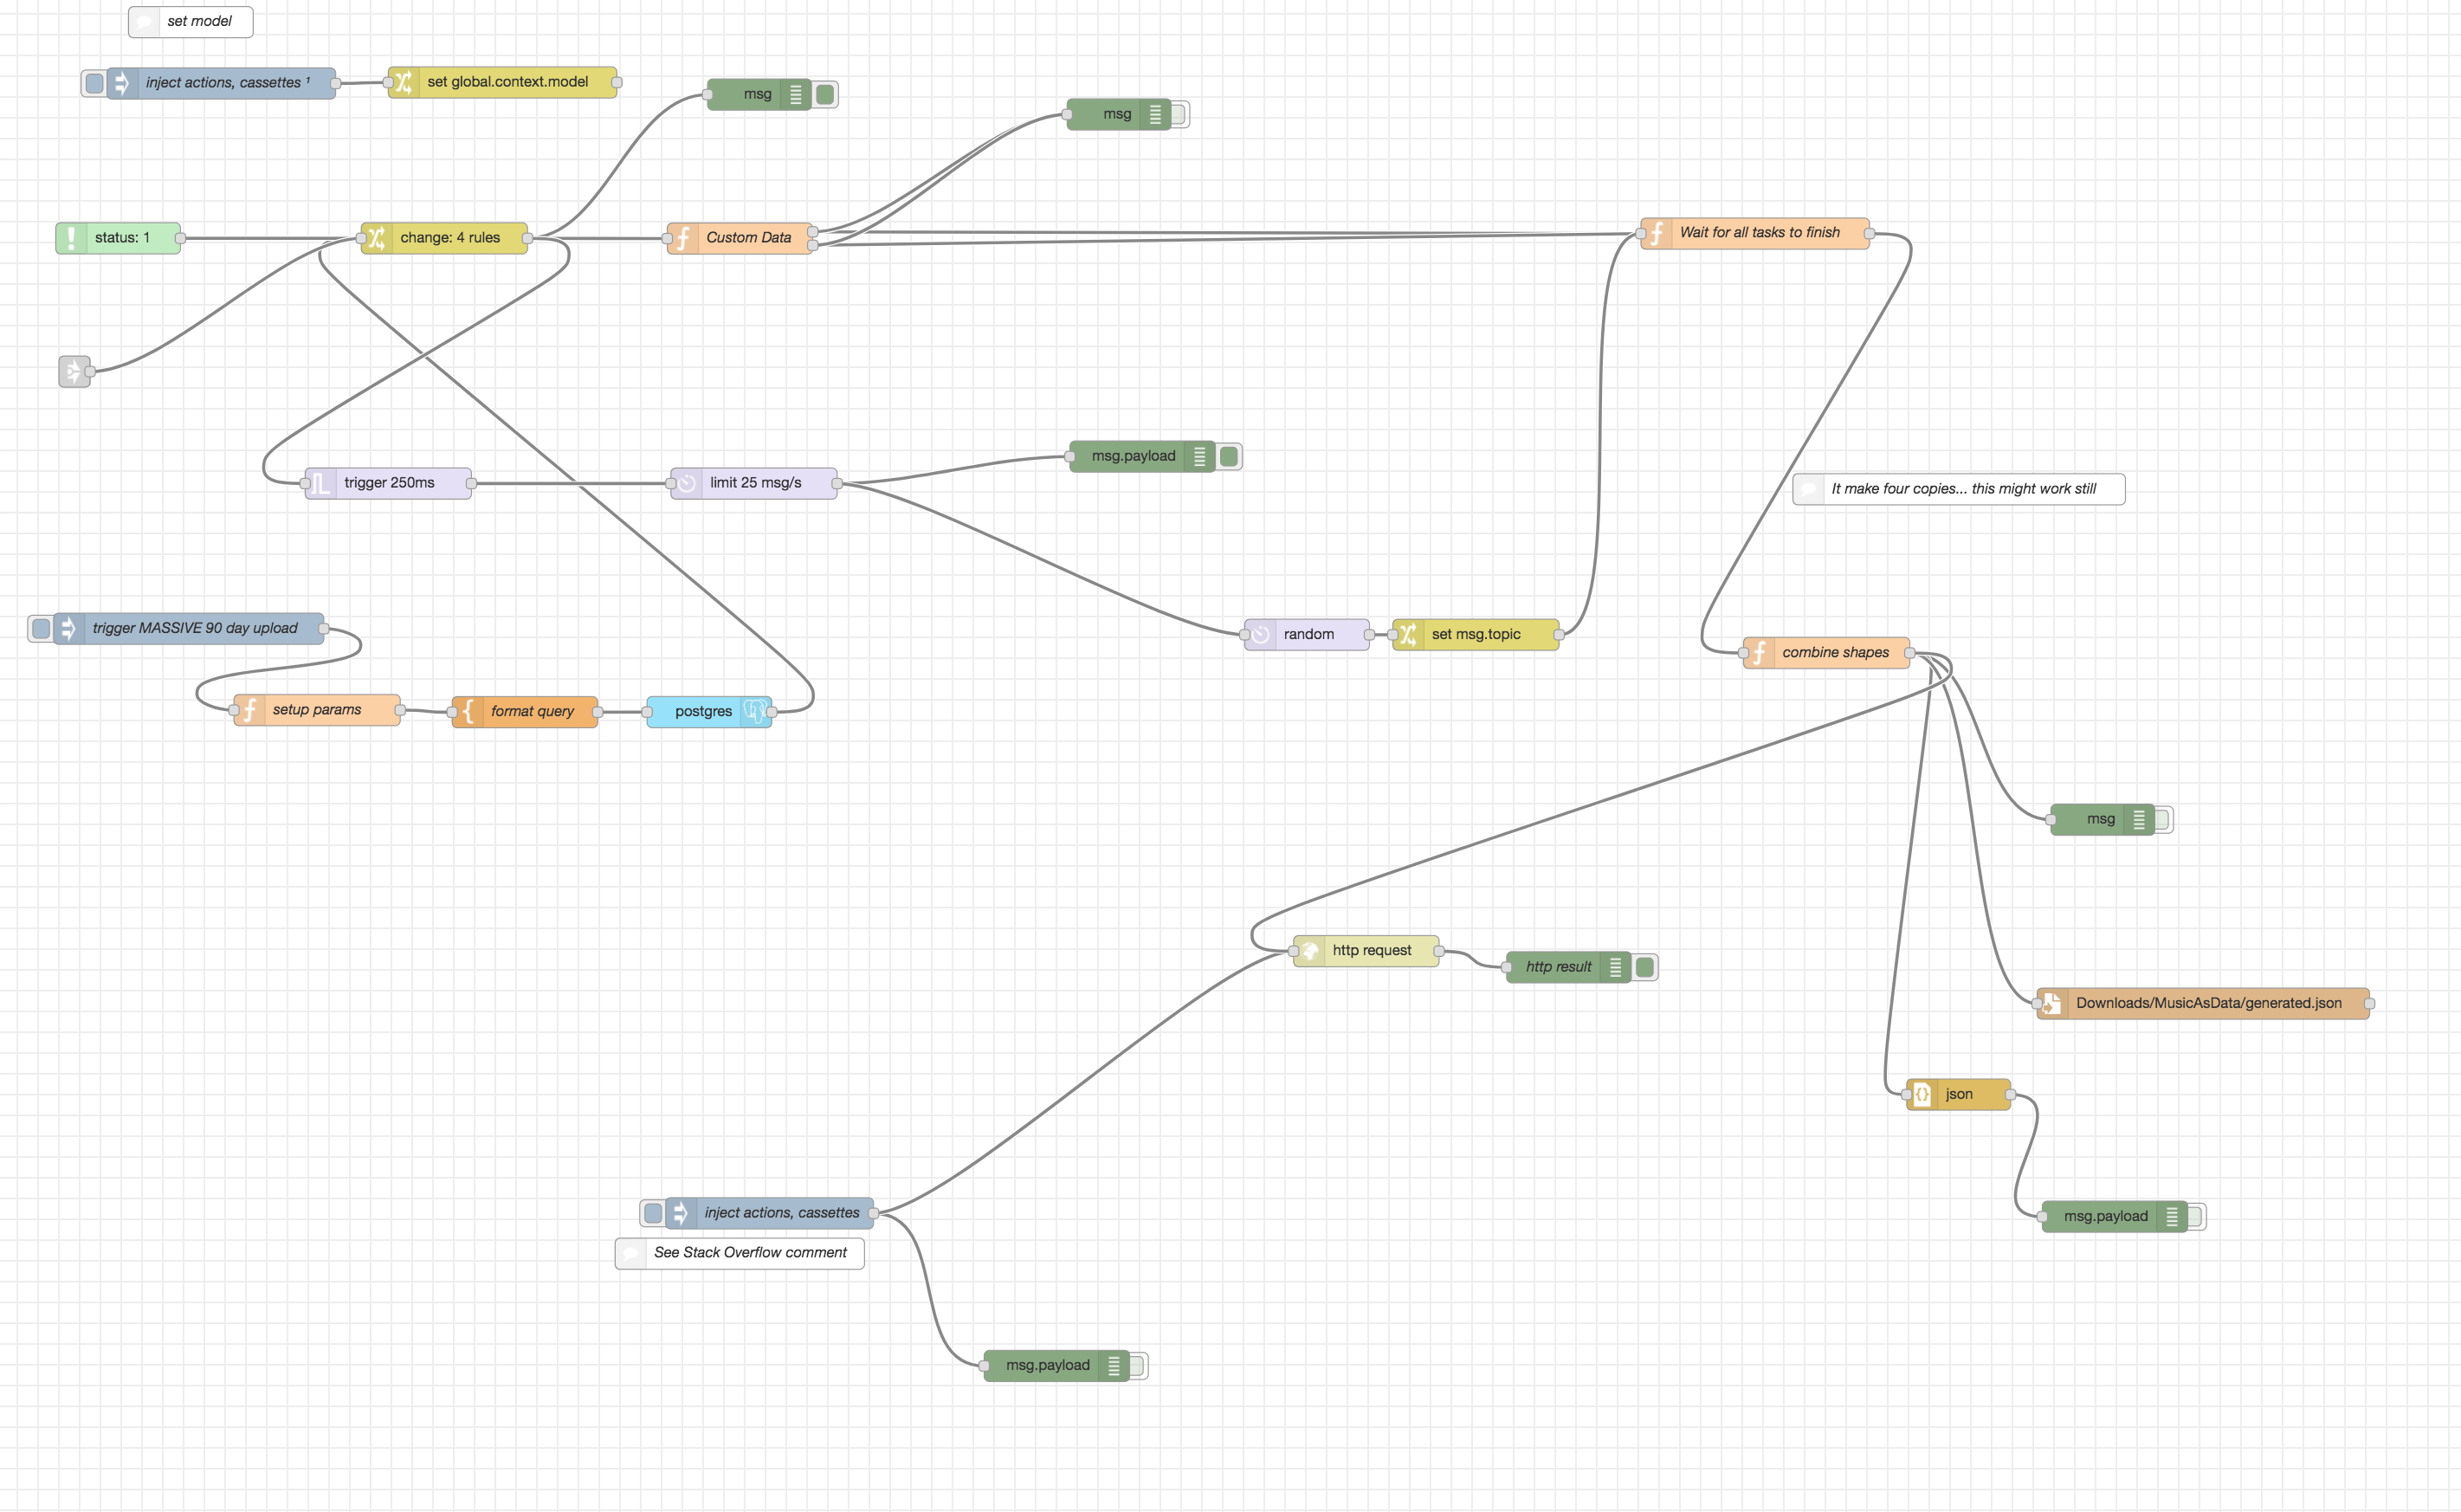 set model
inject actions, cassettes ¹
set global.context.model
msg
msg
status: 1
change: 4 rules
Custom Data
Wait for all tasks to finish
msg.payload
trigger 250ms
limit 25 msg/s
It make four copies... this might work still
trigger MASSIVE 90 day upload
random
set msg.topic
combine shapes
setup params
format query
postgres
msg
http request
http result
Downloads/MusicAsData/generated.json
json
inject actions, cassettes
msg.payload
See Stack Overflow comment
msg.payload